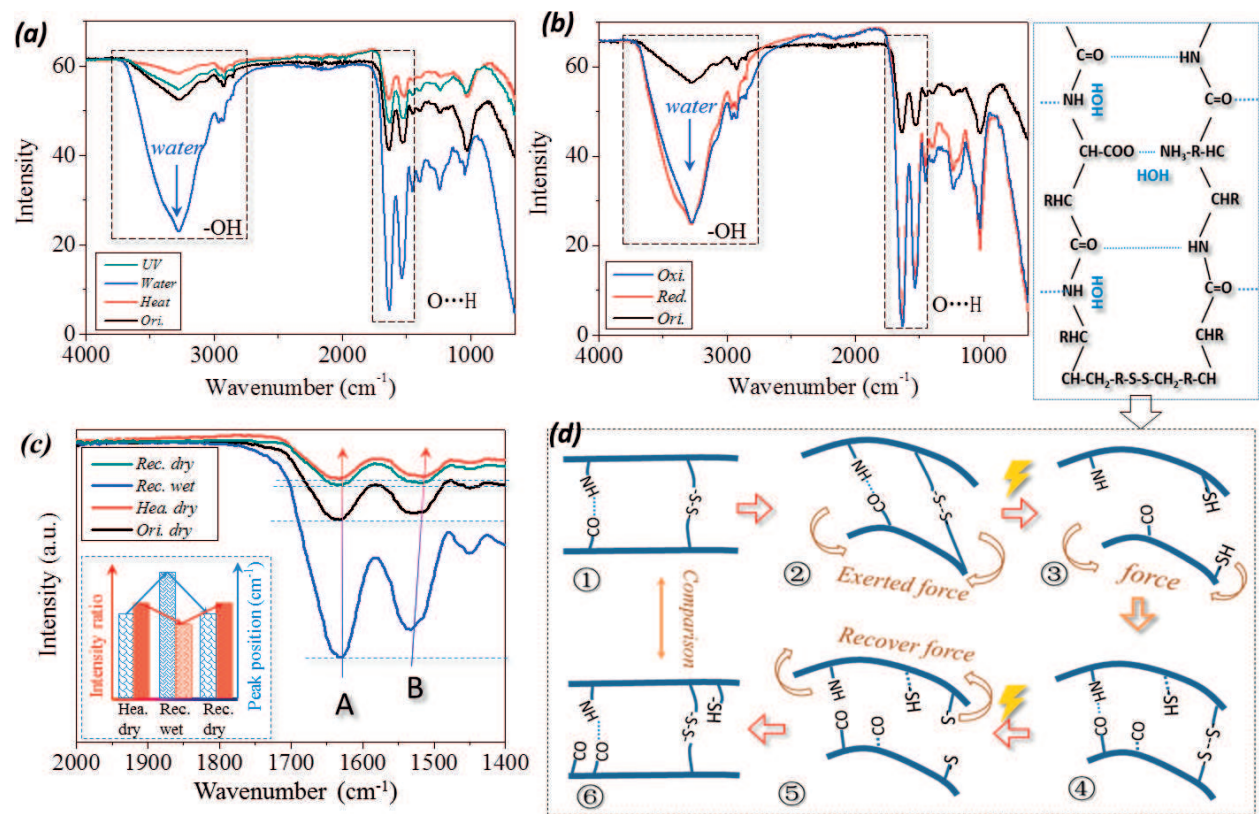 (a)
Intensity
60
40
20
0
water
-OH
O···H
UV
Water
Heat
Ori.
4000
3000
2000
1000
Wavenumber (cm⁻¹)
(b)
Intensity
60
40
20
0
water
-OH
O···H
Oxi.
Red.
Ori.
4000
3000
2000
1000
Wavenumber (cm⁻¹)
C=O
HN
NH
HOH
C=O
CH-COO
NH₃-R-HC
HOH
RHC
CHR
C=O
HN
NH
HOH
C=O
RHC
CHR
CH-CH₂-R-S-S-CH₂-R-CH
(c)
Intensity (a.u.)
Rec. dry
Rec. wet
Hea. dry
Ori. dry
Intensity ratio
Peak position(cm⁻¹)
Hea. Rec. Rec.
dry wet dry
A
B
2000
1900
1800
1700
1600
1500
1400
Wavenumber (cm⁻¹)
(d)
NH
CO
-S-S-
①
NH
CO
-S-S
②
Exerted force
NH
SH
CO
SH
③
force
Comparison
Recover force
NH
CO
CO
-S-S-
-SH
⑥
NH
SH
S
CO
CO
S
⑤
NH
SH
CO
CO
S-S-S
④